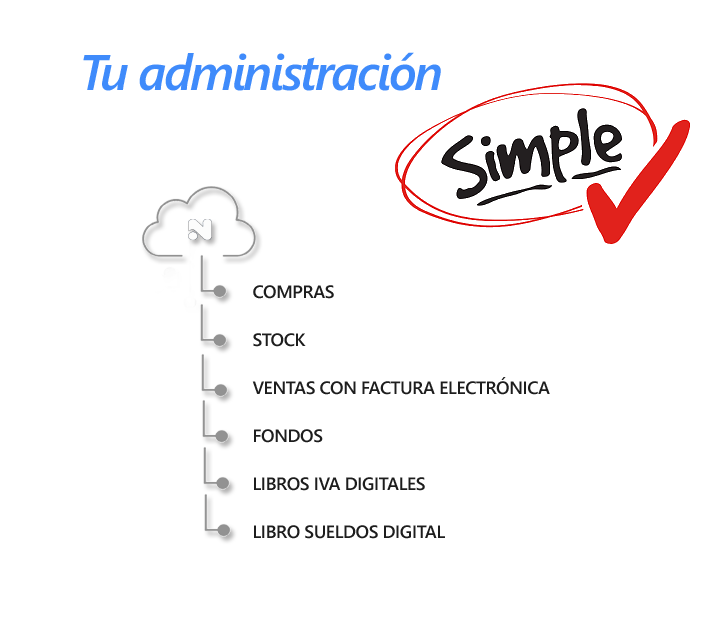 Tu administración
Simple
N
COMPRAS
STOCK
VENTAS CON FACTURA ELECTRÓNICA
FONDOS
LIBROS IVA DIGITALES
LIBRO SUELDOS DIGITAL